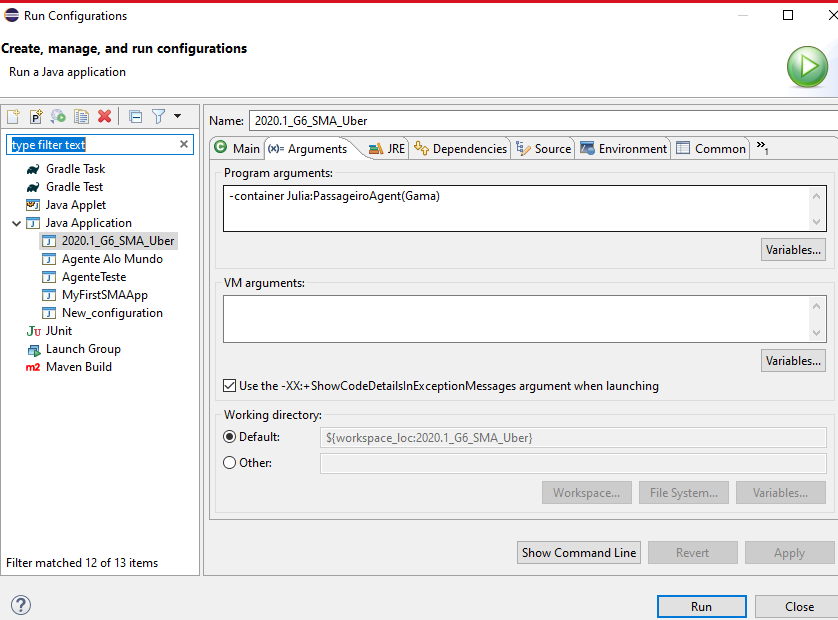 Run Configurations
Create, manage, and run configurations
Run a Java application
type filter text
Gradle Task
Gradle Test
Java Applet
Java Application
2020.1_G6_SMA_Uber
Agente Alo Mundo
AgenteTeste
MyFirstSMAApp
New_configuration
JUnit
Launch Group
m2 Maven Build
Filter matched 12 of 13 items
Name: 2020.1_G6_SMA_Uber
Main (x)= Arguments JRE Dependencies Source Environment Common »1
Program arguments:
-container Julia:PassageiroAgent(Gama)
Variables...
VM arguments:
Variables...
Use the -XX:+ShowCodeDetailsInExceptionMessages argument when launching
Working directory:
Default: ${workspace_loc:2020.1_G6_SMA_Uber}
Other:
Workspace... File System... Variables...
Show Command Line Revert Apply
Run Close